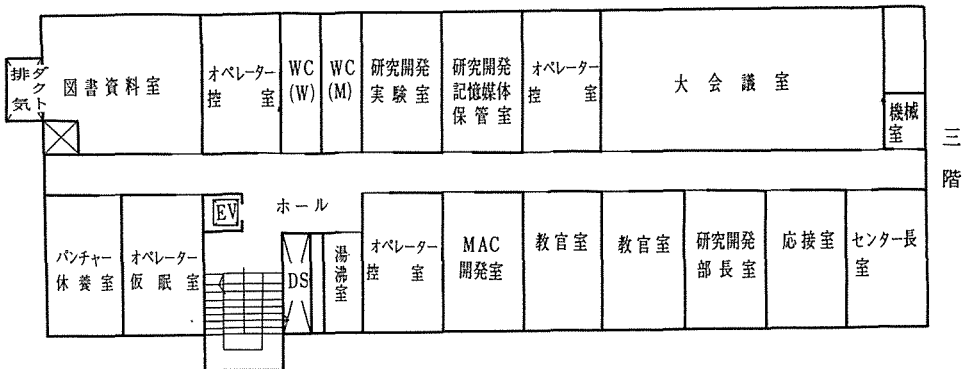 排気
ダクト
図書資料室
オペレーター
控室
WC
(W)
WC
(M)
研究開発
実験室
研究開発
記憶媒体
保管室
オペレーター
控室
大会議室
機械
室
三階
パンチャー
休養室
オペレーター
仮眠室
EV
ホール
DS
湯沸室
オペレーター
控室
MAC
開発室
教官室
教官室
研究開発
部長室
応接室
センター長
室